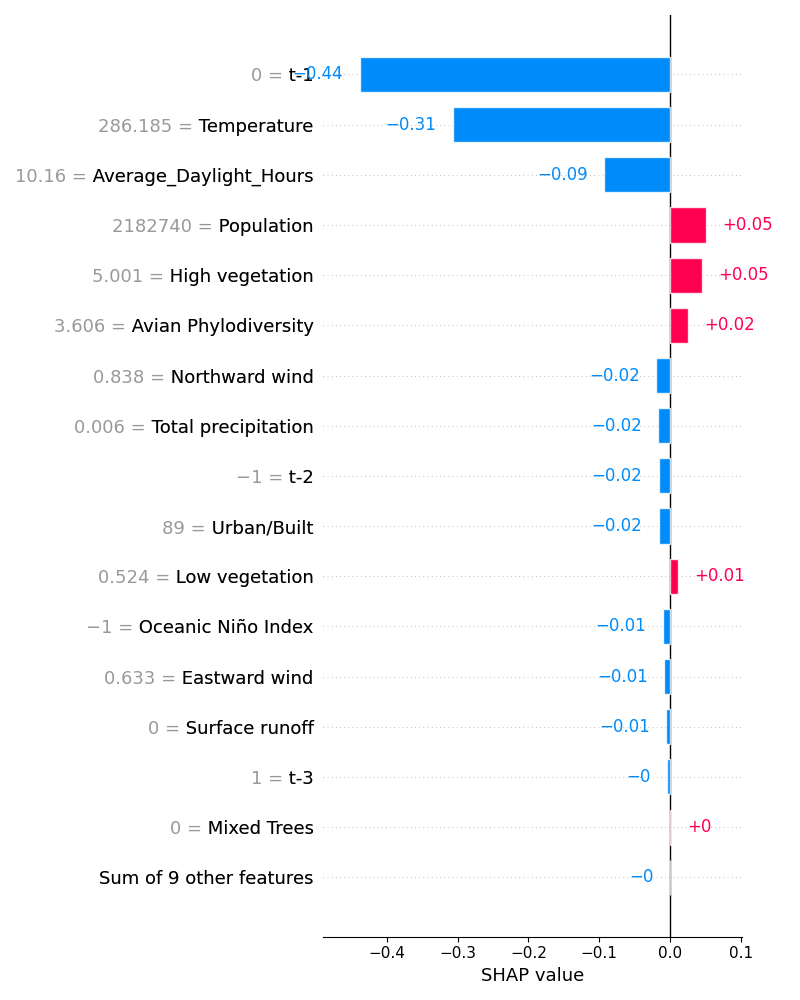 0 = t-1 −0.44
286.185 = Temperature −0.31
10.16 = Average_Daylight_Hours −0.09
2182740 = Population +0.05
5.001 = High vegetation +0.05
3.606 = Avian Phylodiversity +0.02
0.838 = Northward wind −0.02
0.006 = Total precipitation −0.02
−1 = t-2 −0.02
89 = Urban/Built −0.02
0.524 = Low vegetation +0.01
−1 = Oceanic Niño Index −0.01
0.633 = Eastward wind −0.01
0 = Surface runoff −0.01
1 = t-3 −0
0 = Mixed Trees +0
Sum of 9 other features −0
−0.4 −0.3 −0.2 −0.1 0.0 0.1
SHAP value